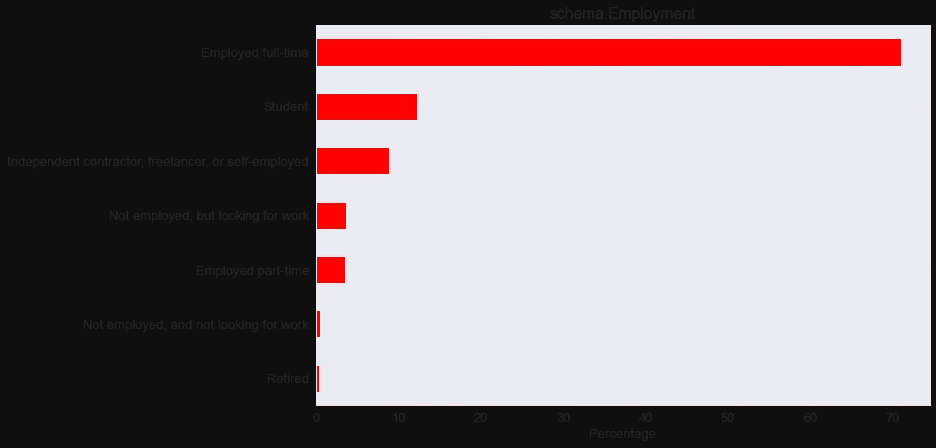 schema.Employment
Employed full-time
Student
Independent contractor, freelancer, or self-employed
Not employed, but looking for work
Employed part-time
Not employed, and not looking for work
Retired
0 10 20 30 40 50 60 70
Percentage